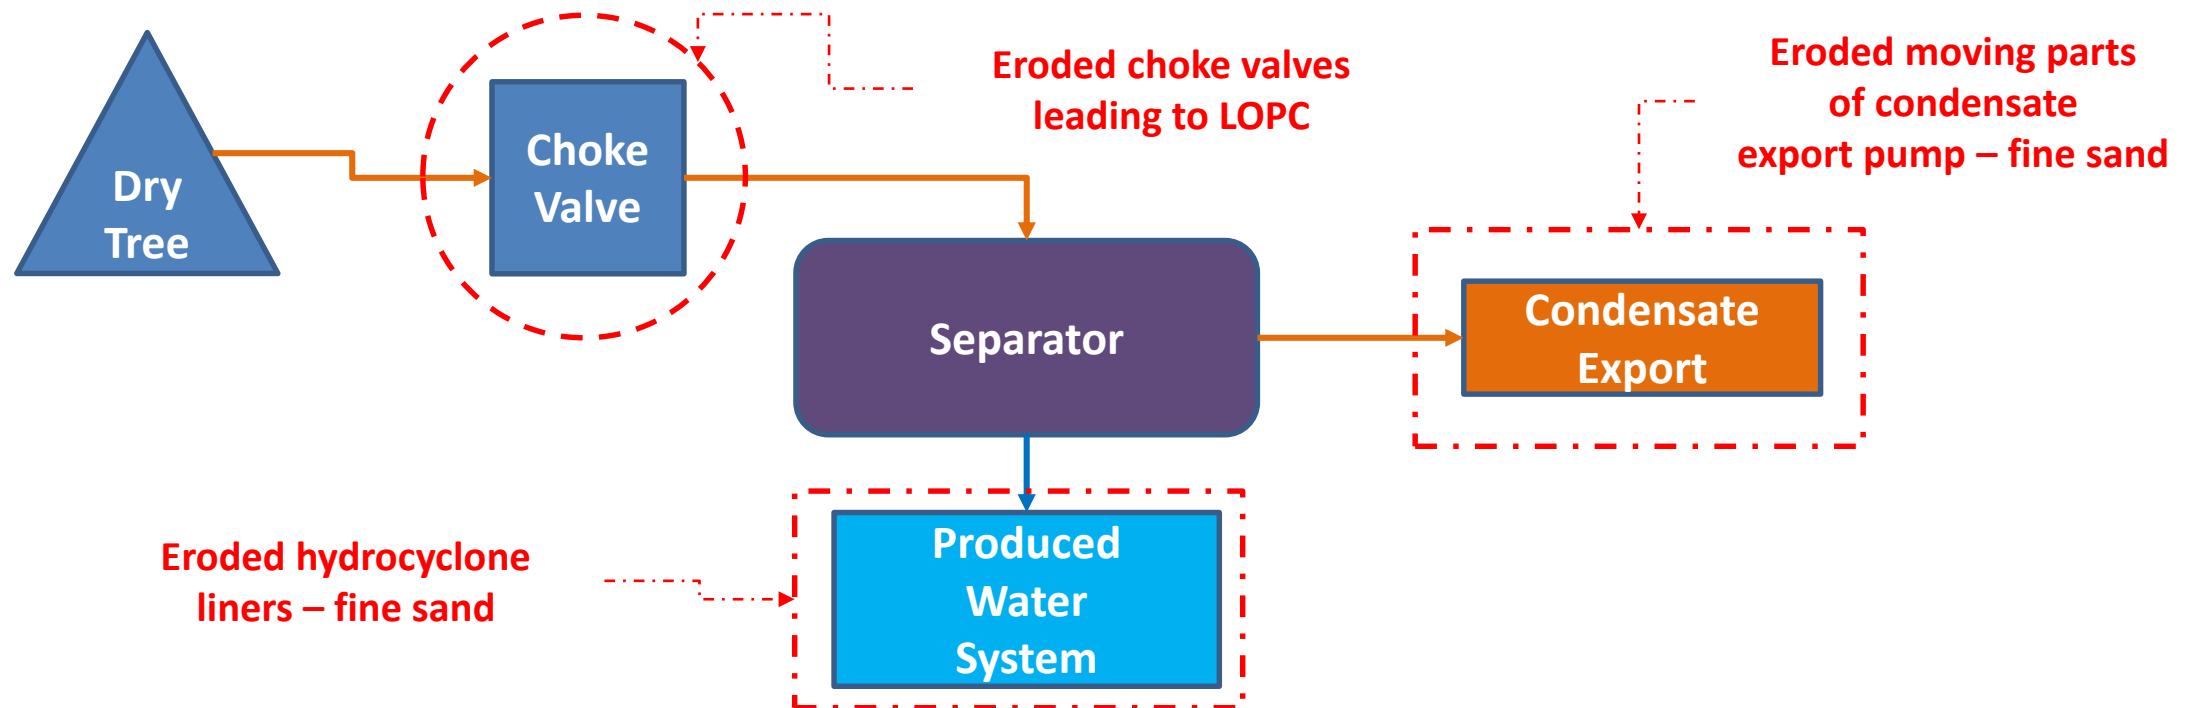 Dry
Tree
Choke
Valve
Eroded choke valves
leading to LOPC
Eroded moving parts
of condensate
export pump – fine sand
Separator
Condensate
Export
Eroded hydrocyclone
liners – fine sand
Produced
Water
System